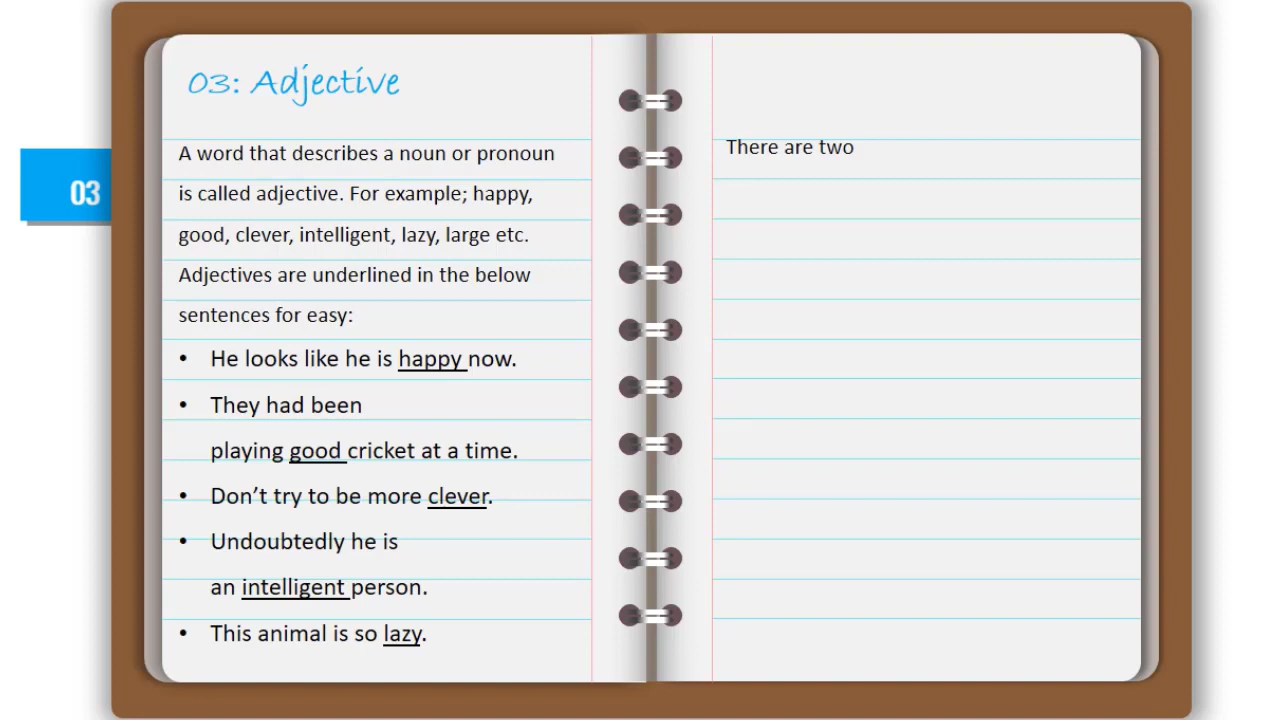 03: Adjective
03
A word that describes a noun or pronoun
is called adjective. For example; happy,
good, clever, intelligent, lazy, large etc.
Adjectives are underlined in the below
sentences for easy:
• He looks like he is happy now.
• They had been
playing good cricket at a time.
• Don’t try to be more clever.
• Undoubtedly he is
an intelligent person.
• This animal is so lazy.
There are two